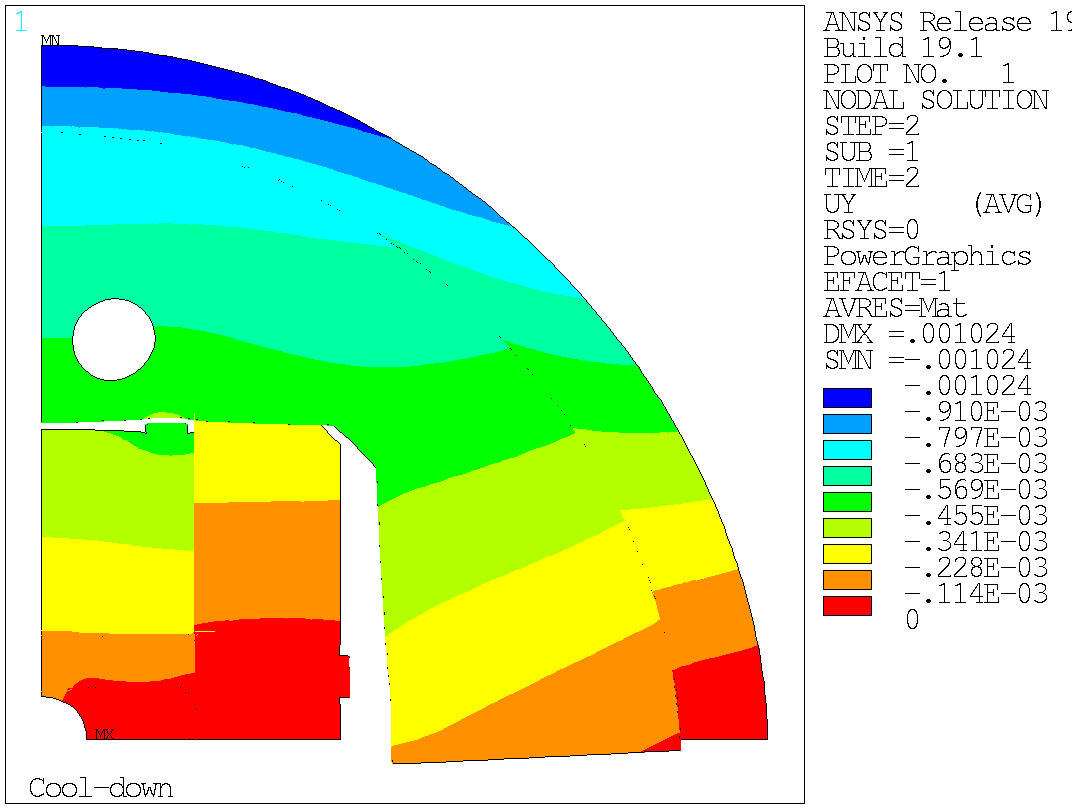 1
MN
ANSYS Release 19
Build 19.1
PLOT NO. 1
NODAL SOLUTION
STEP=2
SUB =1
TIME=2
UY (AVG)
RSYS=0
PowerGraphics
EFACET=1
AVRES=Mat
DMX =.001024
SMN =-.001024
-.001024
-.910E-03
-.797E-03
-.683E-03
-.569E-03
-.455E-03
-.341E-03
-.228E-03
-.114E-03
0
MX
Cool-down